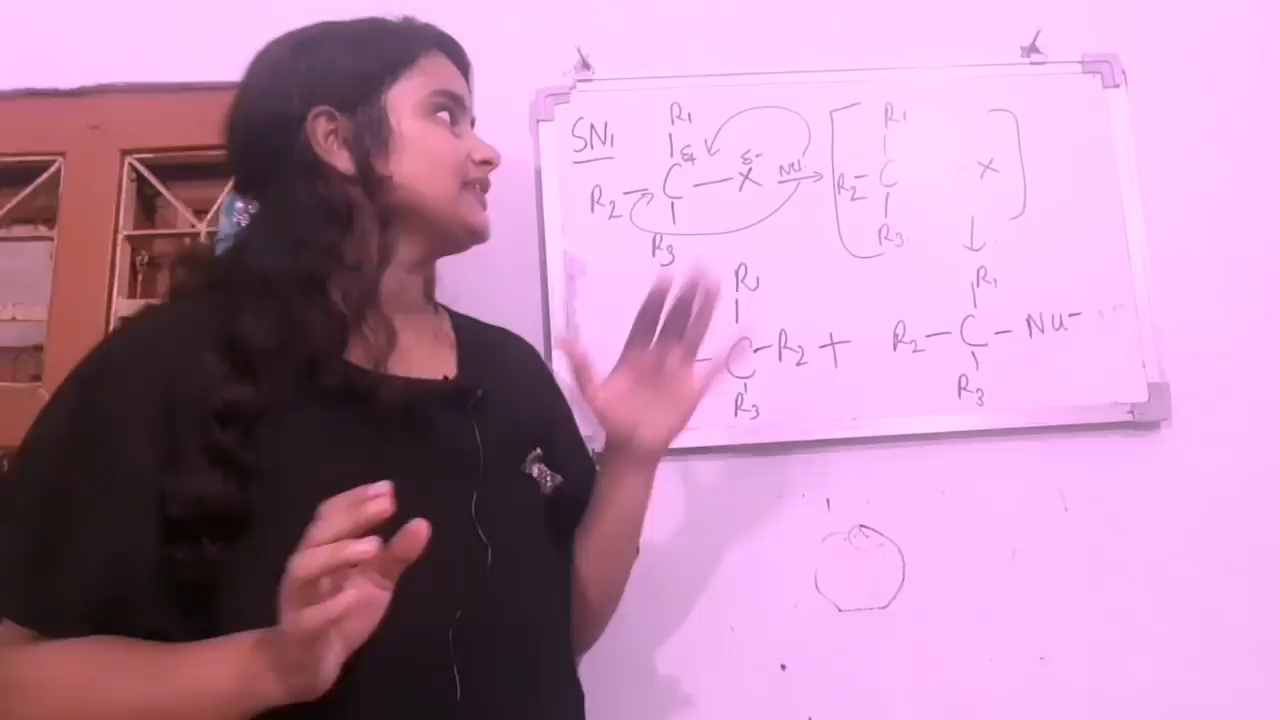 SN1
R1
δ+ δ-
R2 — C — X Nu.
R3
R1
R2 - C X
R3.
R1
C - R2 +
R3
R1
R2 — C — Nu-
R3